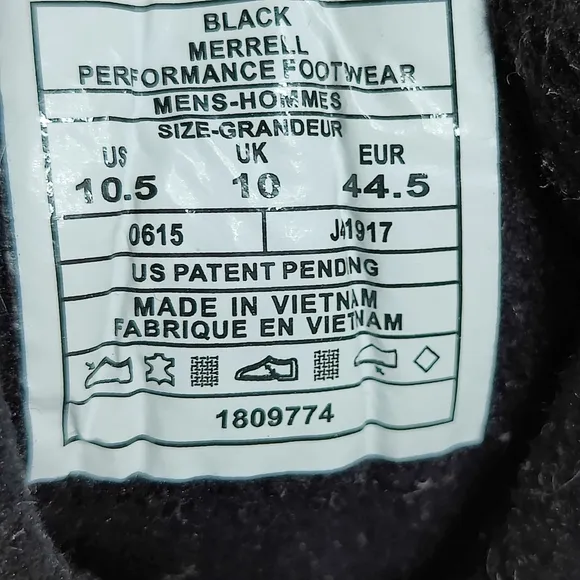 BLACK
MERRELL
PERFORMANCE FOOTWEAR
MENS-HOMMES
SIZE-GRANDEUR
US UK EUR
10.5 10 44.5
0615 J41917
US PATENT PENDING
MADE IN VIETNAM
FABRIQUE EN VIETNAM
1809774